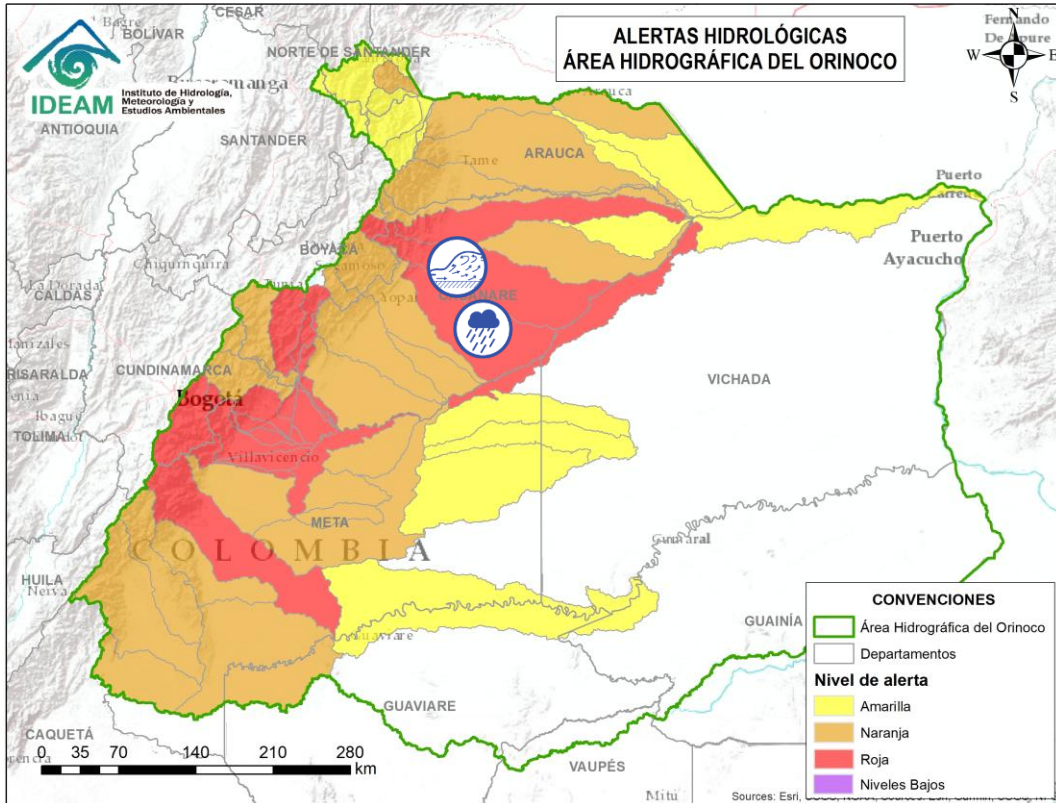 ALERTAS HIDROLÓGICAS
ÁREA HIDROGRÁFICA DEL ORINOCO
IDEAM
Instituto de Hidrología,
Meteorología y
Estudios Ambientales
N
W
E
S
CESAR
BOLÍVAR
NORTE DE SANTANDER
ANTIOQUIA
SANTANDER
ARAUCA
Tame
Puerto
Puerto
Ayacucho
BOYACÁ
Chiquinquirá
La Dorada
CALDAS
Yopal
CASANARE
RISARALDA
CUNDINAMARCA
VICHADA
Bogotá
Ibagué
TOLIMA
Villavicencio
META
COLOMBIA
HUILA
Neiva
GUAINÍA
GUAVIARE
CAQUETÁ
VAUPÉS
Mitú
0 35 70 140 210 280
km
CONVENCIONES
Área Hidrográfica del Orinoco
Departamentos
Nivel de alerta
Amarilla
Naranja
Roja
Niveles Bajos
Sources: Esri,